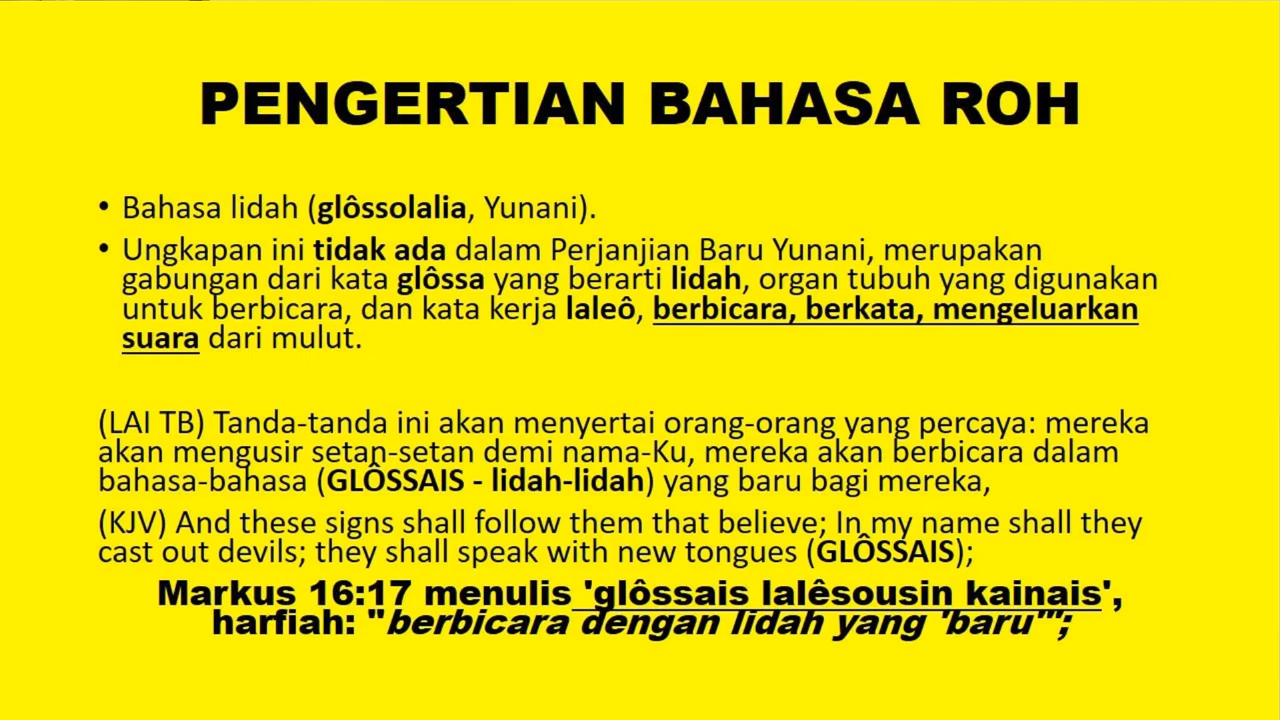 PENGERTIAN BAHASA ROH
• Bahasa lidah (glôssolalia, Yunani).
• Ungkapan ini tidak ada dalam Perjanjian Baru Yunani, merupakan
gabungan dari kata glôssa yang berarti lidah, organ tubuh yang digunakan
untuk berbicara, dan kata kerja laleô, berbicara, berkata, mengeluarkan
suara dari mulut.
(LAI TB) Tanda-tanda ini akan menyertai orang-orang yang percaya: mereka
akan mengusir setan-setan demi nama-Ku, mereka akan berbicara dalam
bahasa-bahasa (GLÔSSAIS - lidah-lidah) yang baru bagi mereka,
(KJV) And these signs shall follow them that believe; In my name shall they
cast out devils; they shall speak with new tongues (GLÔSSAIS);
Markus 16:17 menulis 'glôssais lalêsousin kainais',
harfiah: "berbicara dengan lidah yang 'baru'";